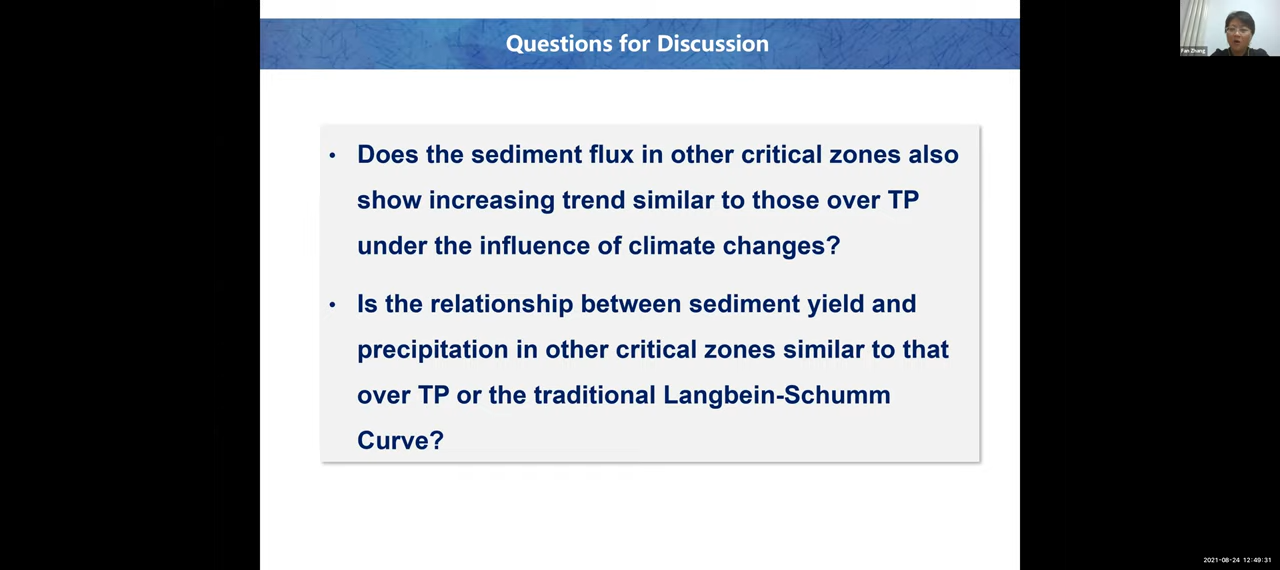 Questions for Discussion
Fan Zhang
• Does the sediment flux in other critical zones also
show increasing trend similar to those over TP
under the influence of climate changes?
• Is the relationship between sediment yield and
precipitation in other critical zones similar to that
over TP or the traditional Langbein-Schumm
Curve?
2021-08-24 12:49:31